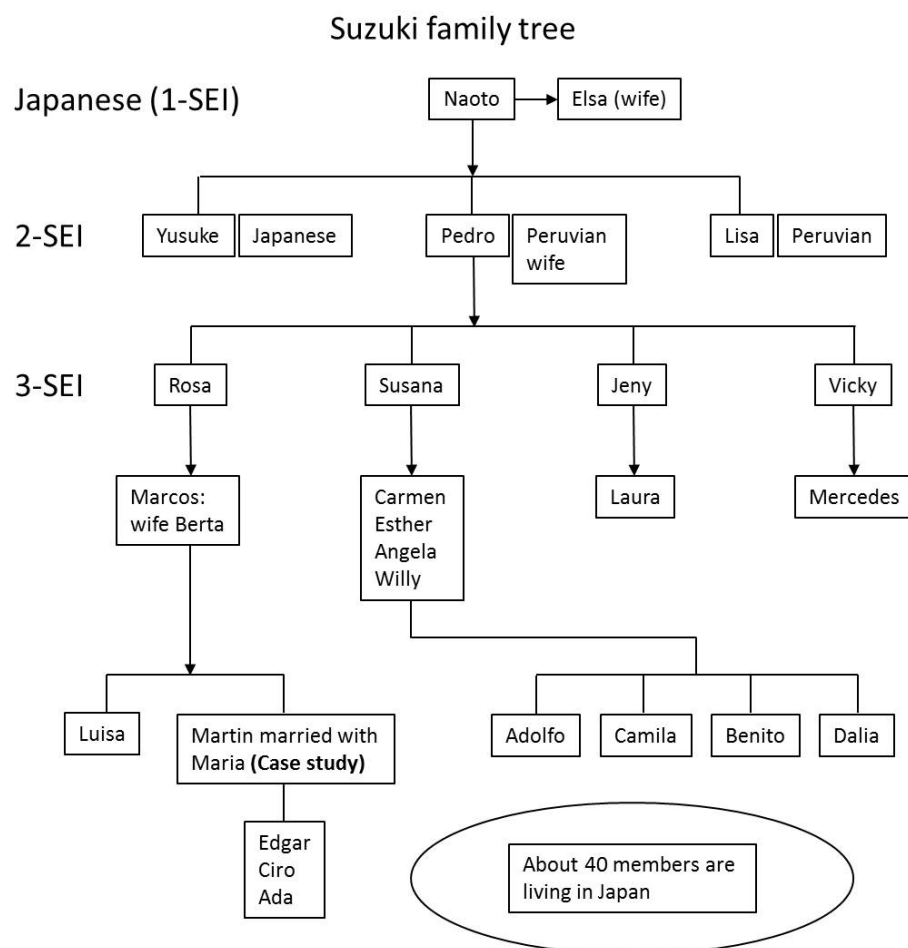 Suzuki family tree
Japanese (1-SEI)
Naoto
Elsa (wife)
2-SEI
Yusuke
Japanese
Pedro
Peruvian
wife
Lisa
Peruvian
3-SEI
Rosa
Susana
Jeny
Vicky
Marcos:
wife Berta
Carmen
Esther
Angela
Willy
Laura
Mercedes
Luisa
Martin married with
Maria (Case study)
Adolfo
Camila
Benito
Dalia
Edgar
Ciro
Ada
About 40 members are
living in Japan